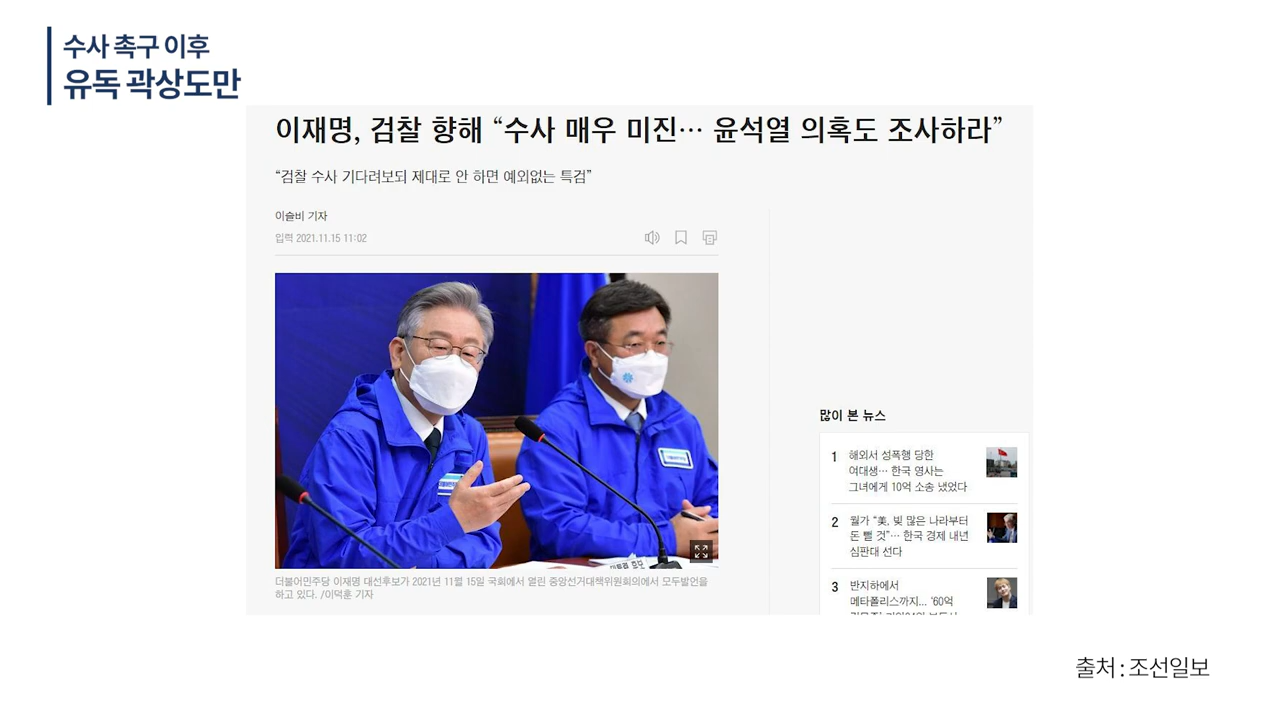 수사 촉구 이후
유독 곽상도만
이재명, 검찰 향해 “수사 매우 미진… 윤석열 의혹도 조사하라”
“검찰 수사 기다려보되 제대로 안 하면 예외없는 특검”
이슬비 기자
입력 2021.11.15 11:02
더불어민주당 이재명 대선후보가 2021년 11월 15일 국회에서 열린 중앙선거대책위원회의에서 모두발언을
하고 있다. /이덕훈 기자
많이 본 뉴스
1 해외서 성폭행 당한
여대생… 한국 영사는
그녀에게 10억 소송 냈었다
2 월가 “美, 빚 많은 나라부터
돈 뺄 것”… 한국 경제 내년
심판대 선다
3 반지하에서
메타폴리스까지... ‘60억
출처 : 조선일보